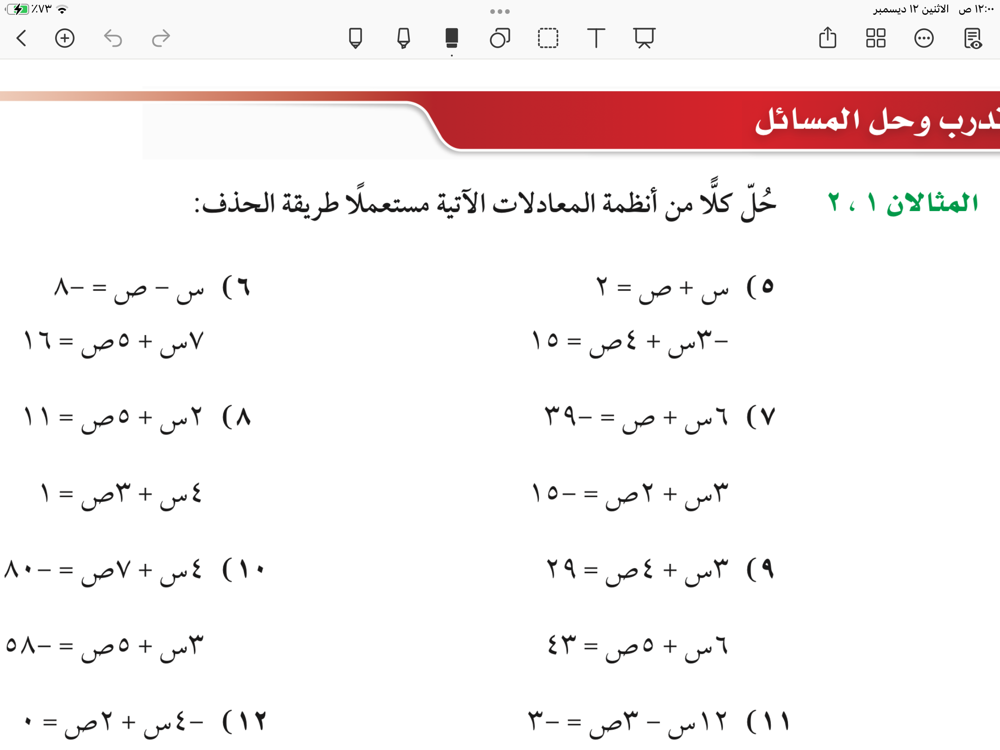 ١٢:٠٠ ص الاثنين ١٢ ديسمبر
٪٧٣
تدرب وحل المسائل
المثالان ١ ، ٢ حُلّ كلًّا من أنظمة المعادلات الآتية مستعملًا طريقة الحذف:
٥) س + ص = ٢
–٣س + ٤ص = ١٥
٦) س – ص = –٨
٧س + ٥ص = ١٦
٧) ٦س + ص = –٣٩
٣س + ٢ص = –١٥
٨) ٢س + ٥ص = ١١
٤س + ٣ص = ١
٩) ٣س + ٤ص = ٢٩
٦س + ٥ص = ٤٣
١٠) ٤س + ٧ص = –٨٠
٣س + ٥ص = –٥٨
١١) ١٢س – ٣ص = –٣
١٢) –٤س + ٢ص = ٠